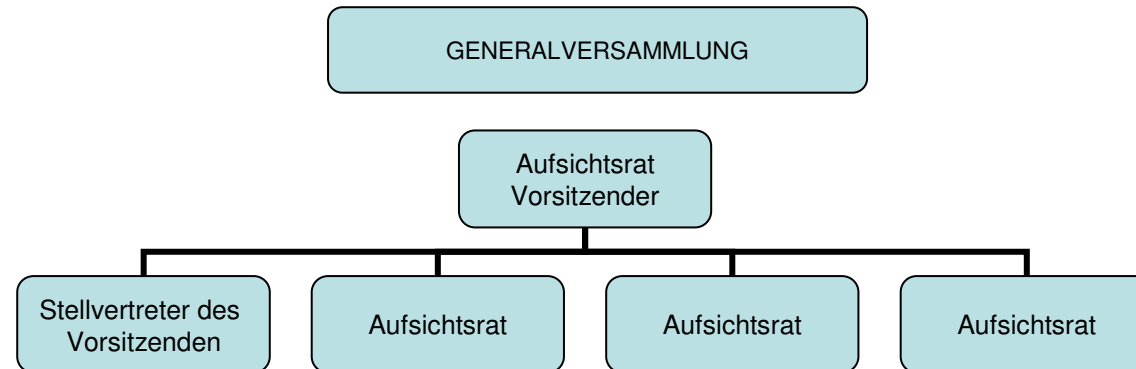 GENERALVERSAMMLUNG
Aufsichtsrat
Vorsitzender
Stellvertreter des
Vorsitzenden
Aufsichtsrat
Aufsichtsrat
Aufsichtsrat